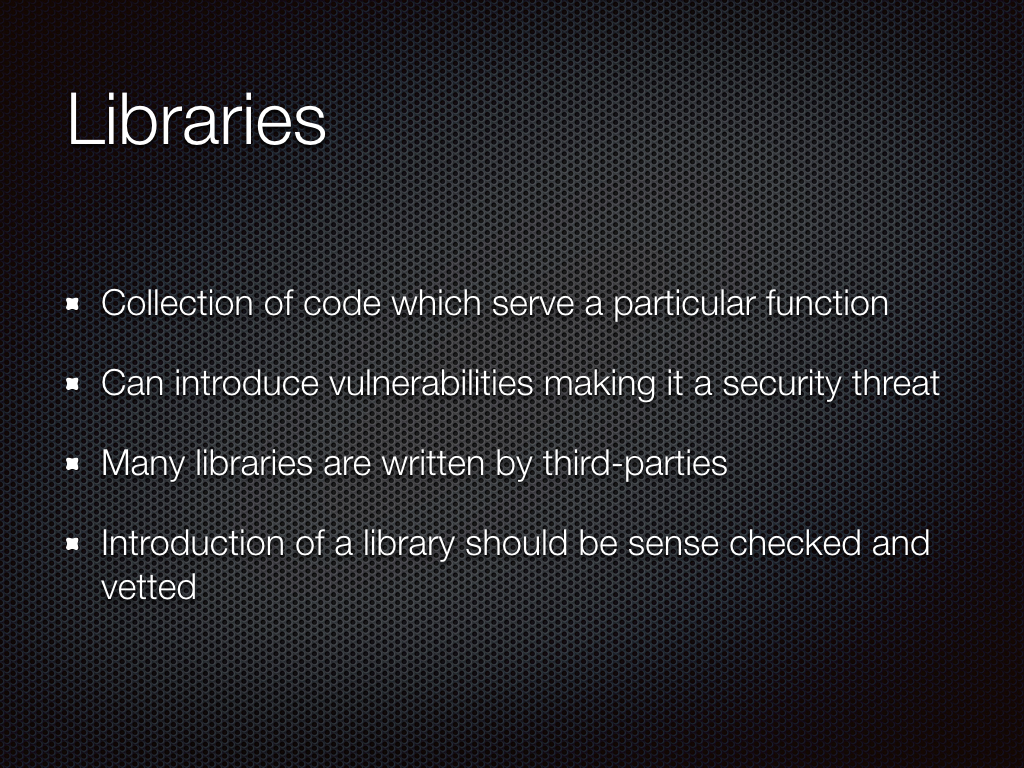 Libraries
Collection of code which serve a particular function
Can introduce vulnerabilities making it a security threat
Many libraries are written by third-parties
Introduction of a library should be sense checked and
vetted